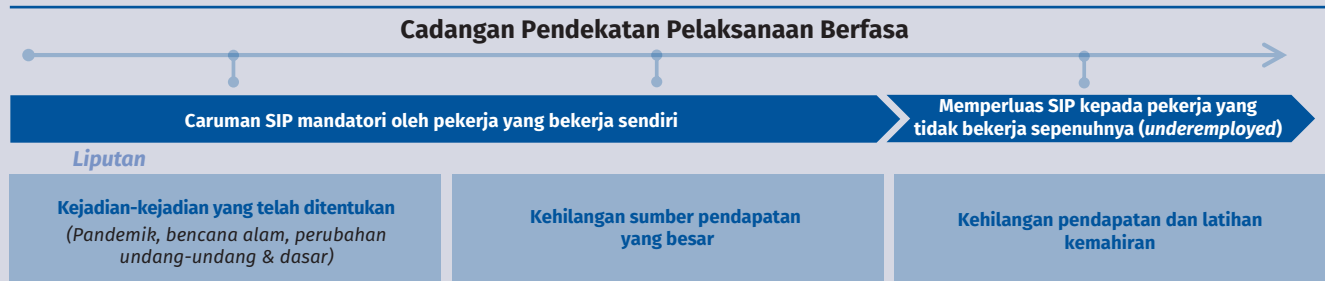 Cadangan Pendekatan Pelaksanaan Berfasa
Caruman SIP mandatori oleh pekerja yang bekerja sendiri
Memperluas SIP kepada pekerja yang
tidak bekerja sepenuhnya (underemployed)
Liputan
Kejadian-kejadian yang telah ditentukan
(Pandemik, bencana alam, perubahan
undang-undang & dasar)
Kehilangan sumber pendapatan
yang besar
Kehilangan pendapatan dan latihan
kemahiran